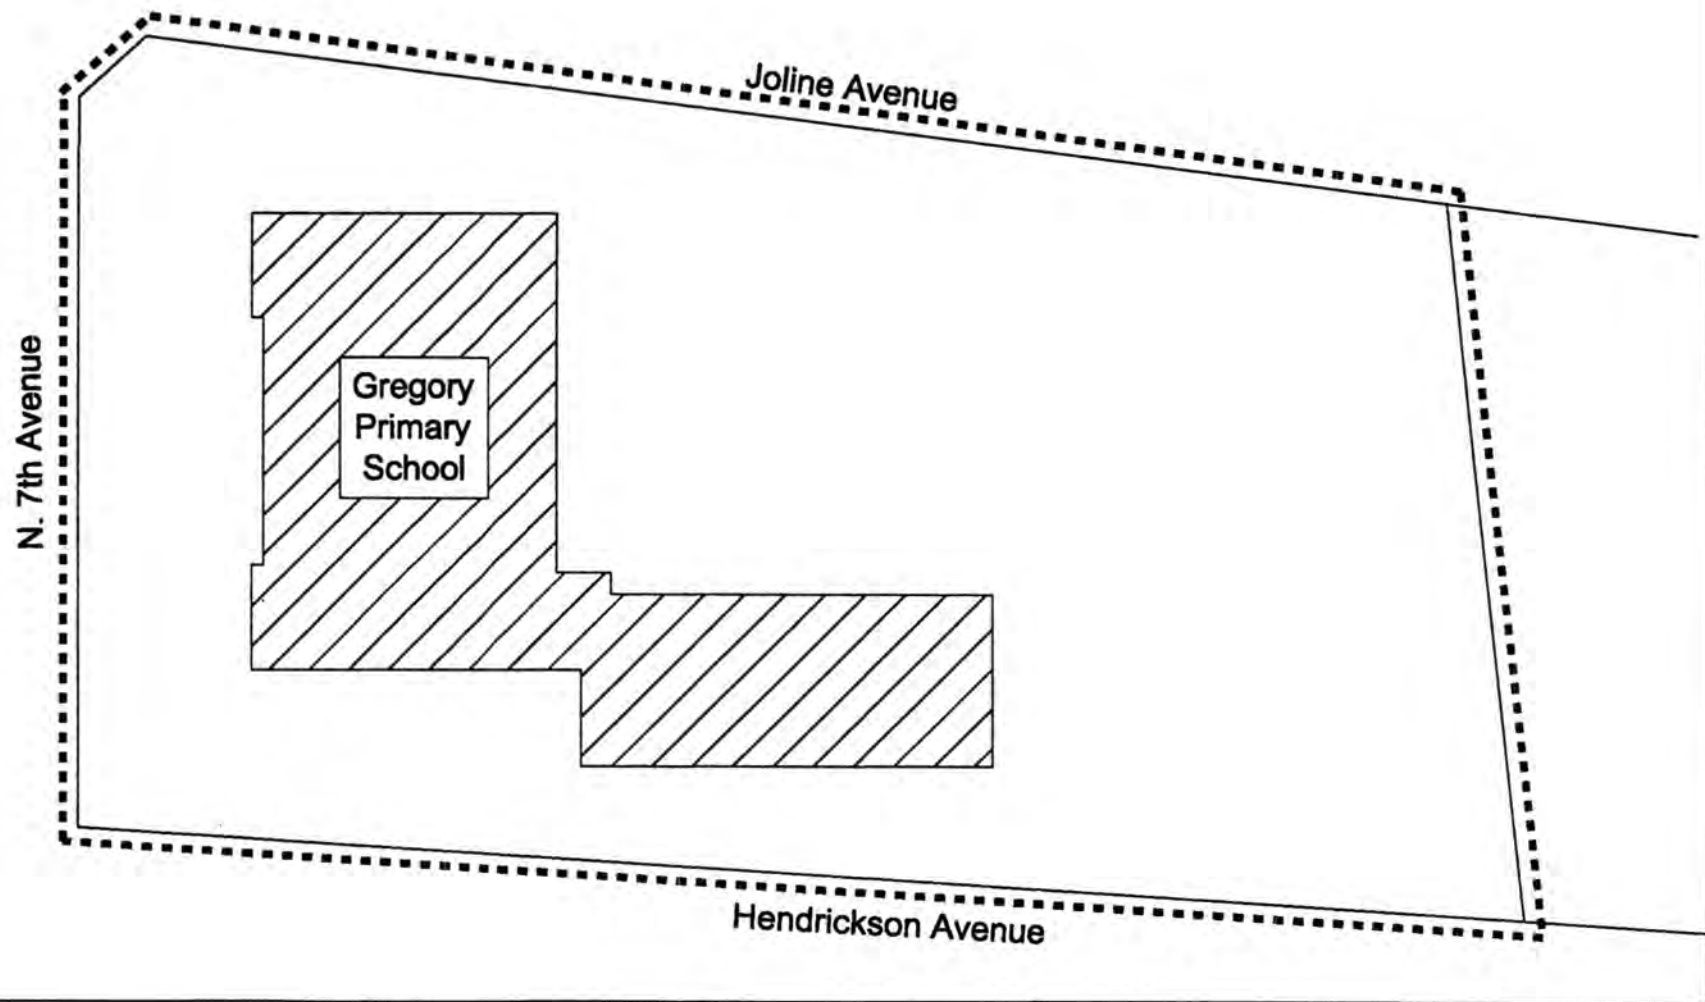 Joline Avenue
N. 7th Avenue
Gregory
Primary
School
Hendrickson Avenue